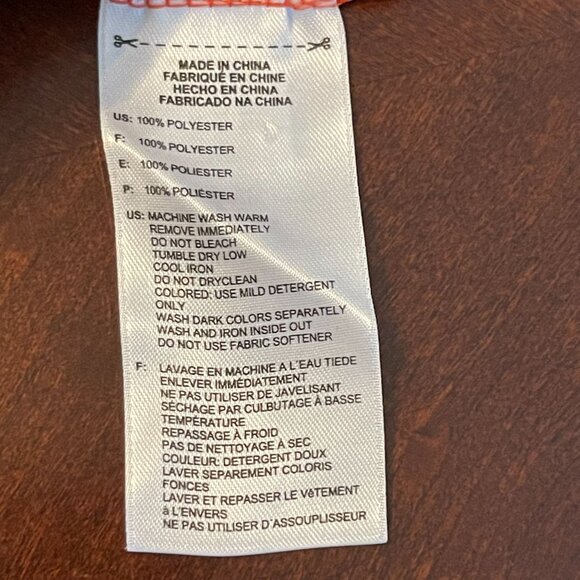 MADE IN CHINA
FABRIQUÉ EN CHINE
HECHO EN CHINA
FABRICADO NA CHINA
US: 100% POLYESTER
F: 100% POLYESTER
E: 100% POLIESTER
P: 100% POLIÉSTER
US: MACHINE WASH WARM
REMOVE IMMEDIATELY
DO NOT BLEACH
TUMBLE DRY LOW
COOL IRON
DO NOT DRYCLEAN
COLORED: USE MILD DETERGENT
ONLY
WASH DARK COLORS SEPARATELY
WASH AND IRON INSIDE OUT
DO NOT USE FABRIC SOFTENER
F: LAVAGE EN MACHINE A L'EAU TIEDE
ENLEVER IMMÉDIATEMENT
NE PAS UTILISER DE JAVELISANT
SÉCHAGE PAR CULBUTAGE À BASSE
TEMPÉRATURE
REPASSAGE À FROID
PAS DE NETTOYAGE À SEC
COULEUR: DETERGENT DOUX
LAVER SEPAREMENT COLORIS
FONCES
LAVER ET REPASSER LE VêTEMENT
à L'ENVERS
NE PAS UTILISER D'ASSOUPLISSEUR